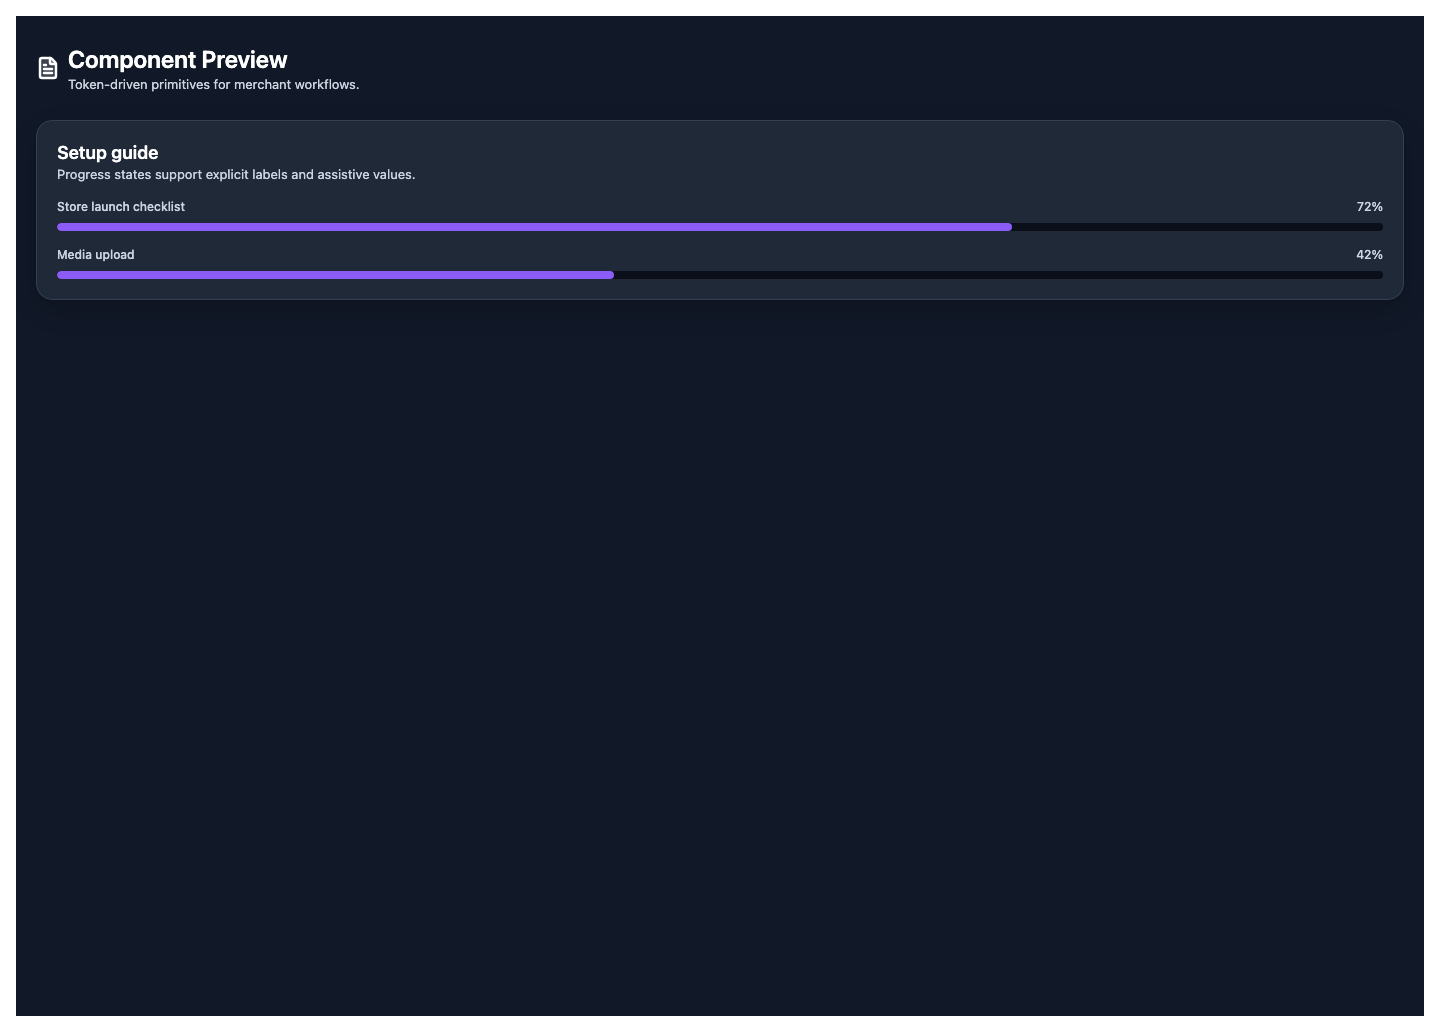 Component Preview
Token-driven primitives for merchant workflows.
Setup guide
Progress states support explicit labels and assistive values.
Store launch checklist 72%
Media upload 42%